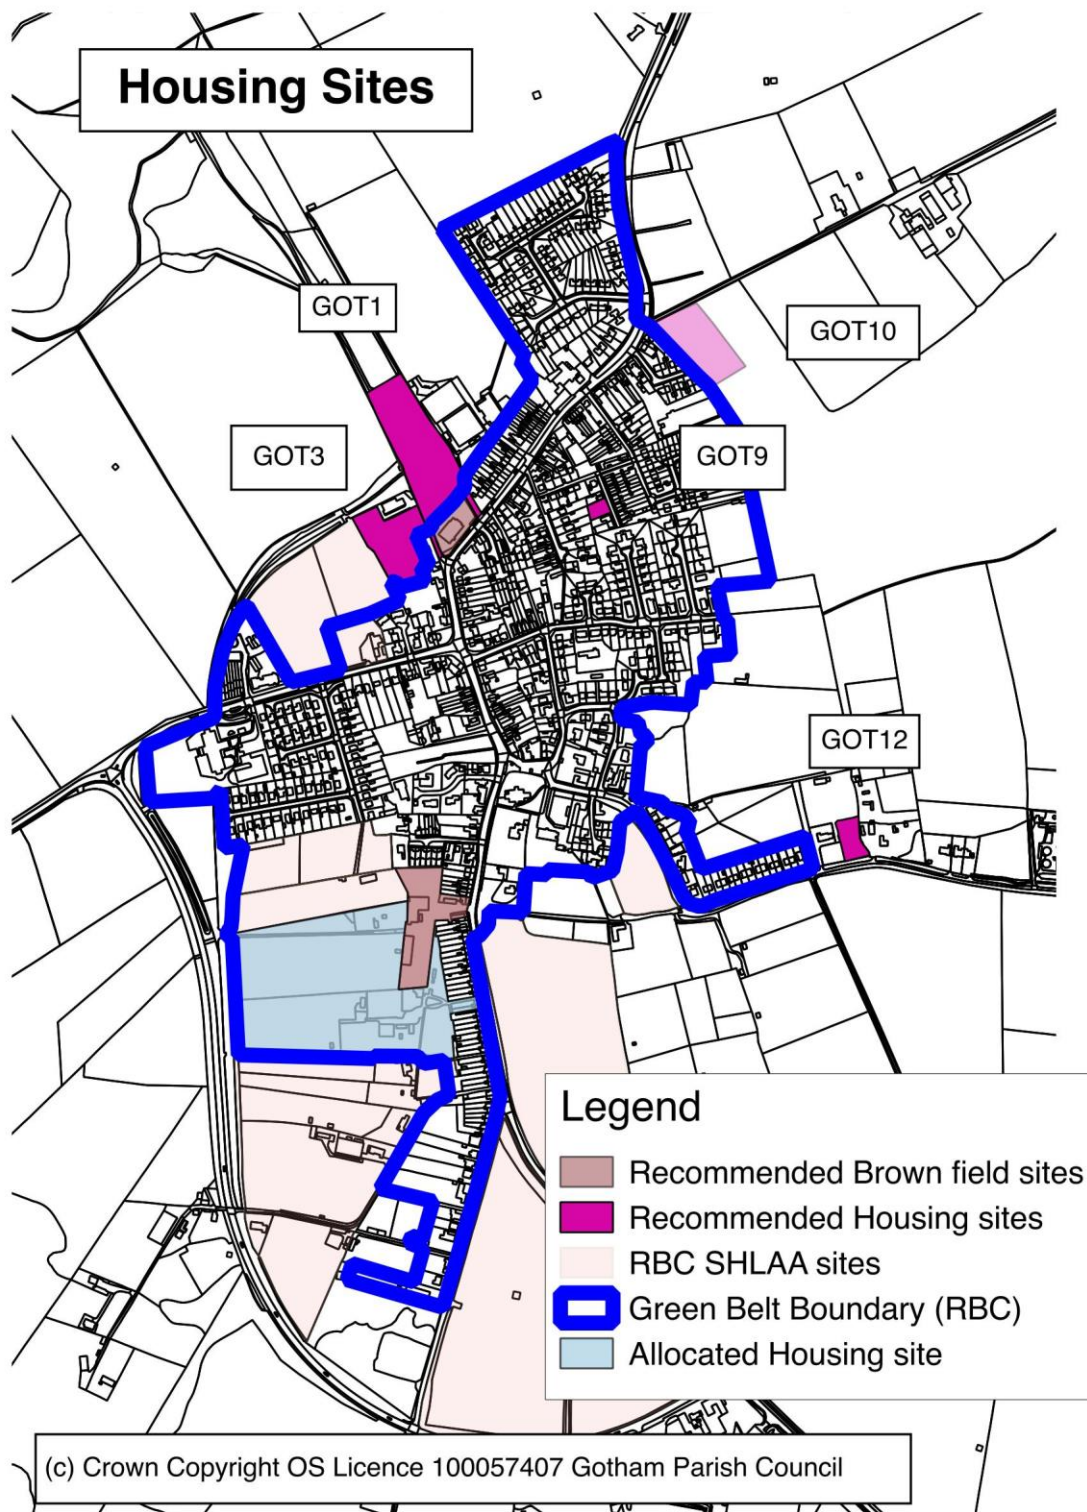 Housing Sites
GOT1
GOT10
GOT3
GOT9
GOT12
Legend
Recommended Brown field sites
Recommended Housing sites
RBC SHLAA sites
Green Belt Boundary (RBC)
Allocated Housing site
(c) Crown Copyright OS Licence 100057407 Gotham Parish Council